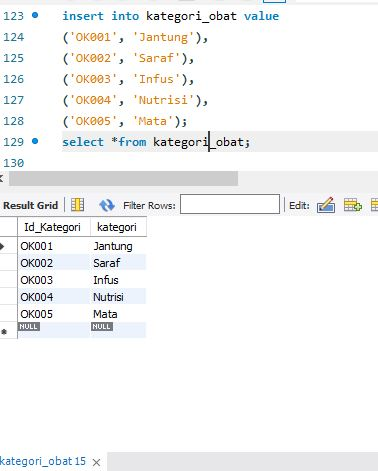 123 insert into kategori_obat value
124 ('OK001', 'Jantung'),
125 ('OK002', 'Saraf'),
126 ('OK003', 'Infus'),
127 ('OK004', 'Nutrisi'),
128 ('OK005', 'Mata');
129 select *from kategori_obat;
130
Result Grid Filter Rows: Edit:
Id_Kategori kategori
OK001 Jantung
OK002 Saraf
OK003 Infus
OK004 Nutrisi
OK005 Mata
NULL NULL
kategori_obat 15